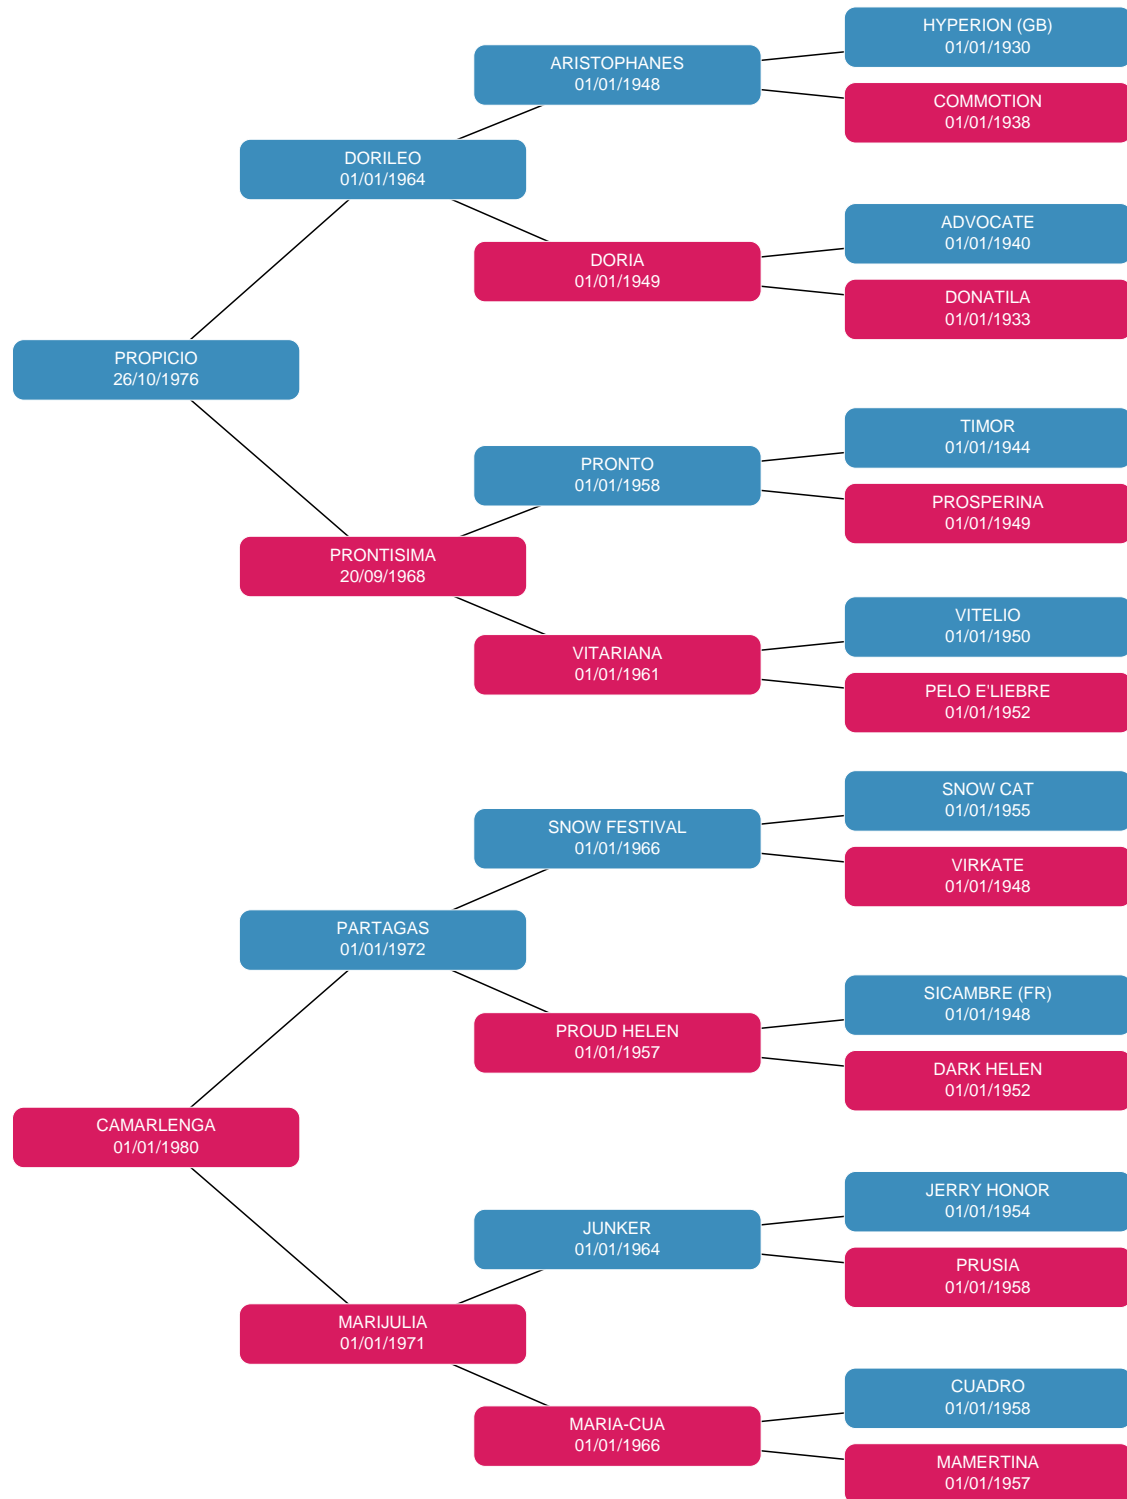 HYPERION (GB)
01/01/1930
ARISTOPHANES
01/01/1948
COMMOTION
01/01/1938
DORILEO
01/01/1964
ADVOCATE
01/01/1940
DORIA
01/01/1949
DONATILA
01/01/1933
PROPICIO
26/10/1976
TIMOR
01/01/1944
PRONTO
01/01/1958
PROSPERINA
01/01/1949
PRONTISIMA
20/09/1968
VITELIO
01/01/1950
VITARIANA
01/01/1961
PELO E'LIEBRE
01/01/1952
SNOW CAT
01/01/1955
SNOW FESTIVAL
01/01/1966
VIRKATE
01/01/1948
PARTAGAS
01/01/1972
SICAMBRE (FR)
01/01/1948
PROUD HELEN
01/01/1957
DARK HELEN
01/01/1952
CAMARLENGA
01/01/1980
JERRY HONOR
01/01/1954
JUNKER
01/01/1964
PRUSIA
01/01/1958
MARIJULIA
01/01/1971
CUADRO
01/01/1958
MARIA-CUA
01/01/1966
MAMERTINA
01/01/1957